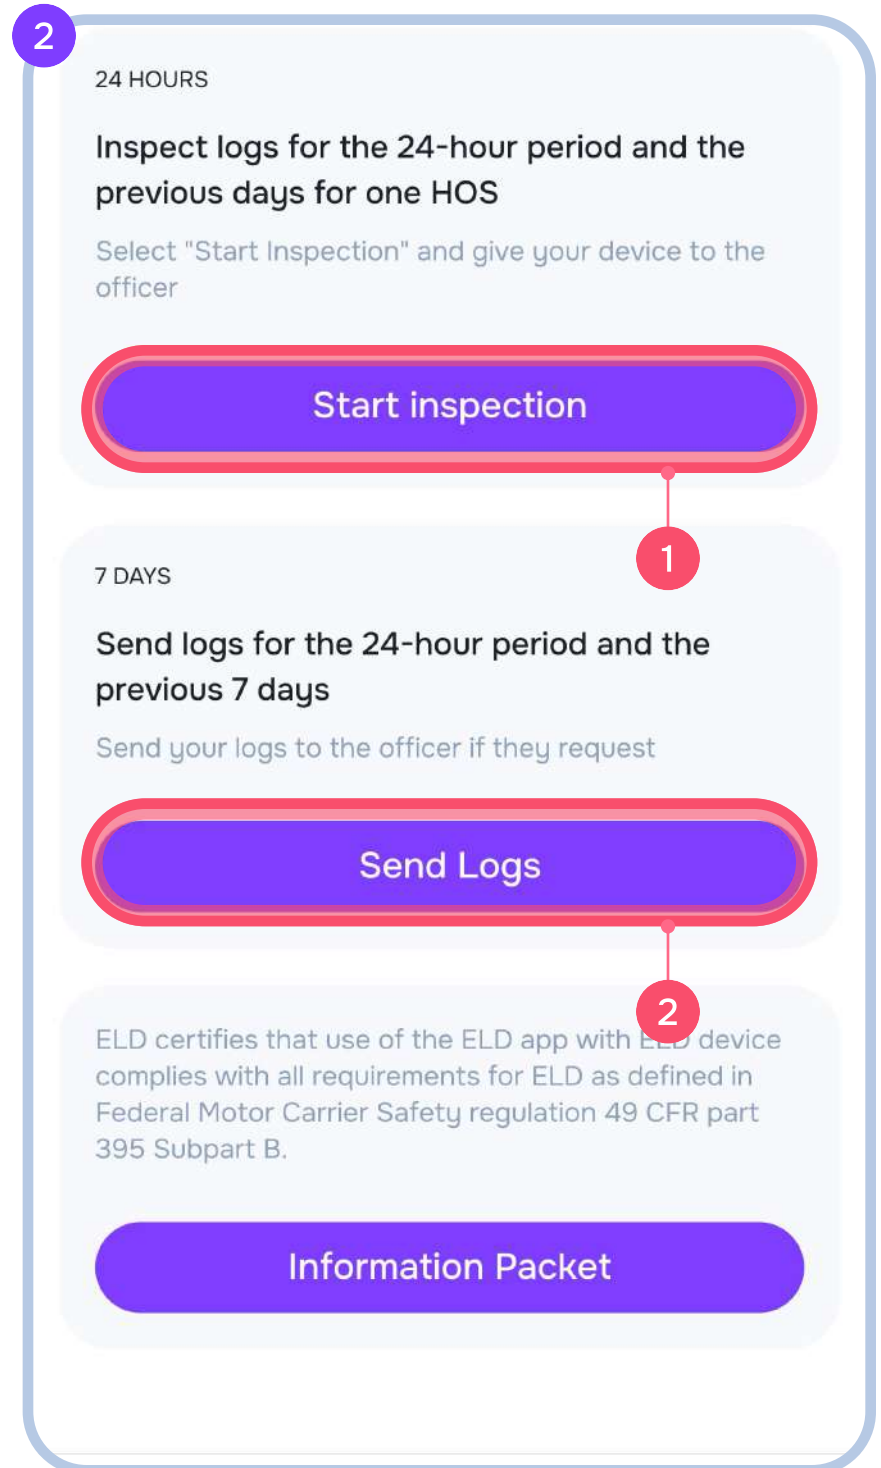 2
24 HOURS
Inspect logs for the 24-hour period and the
previous days for one HOS
Select "Start Inspection" and give your device to the
officer
Start inspection
1
7 DAYS
Send logs for the 24-hour period and the
previous 7 days
Send your logs to the officer if they request
Send Logs
2
ELD certifies that use of the ELD app with ELD device
complies with all requirements for ELD as defined in
Federal Motor Carrier Safety regulation 49 CFR part
395 Subpart B.
Information Packet